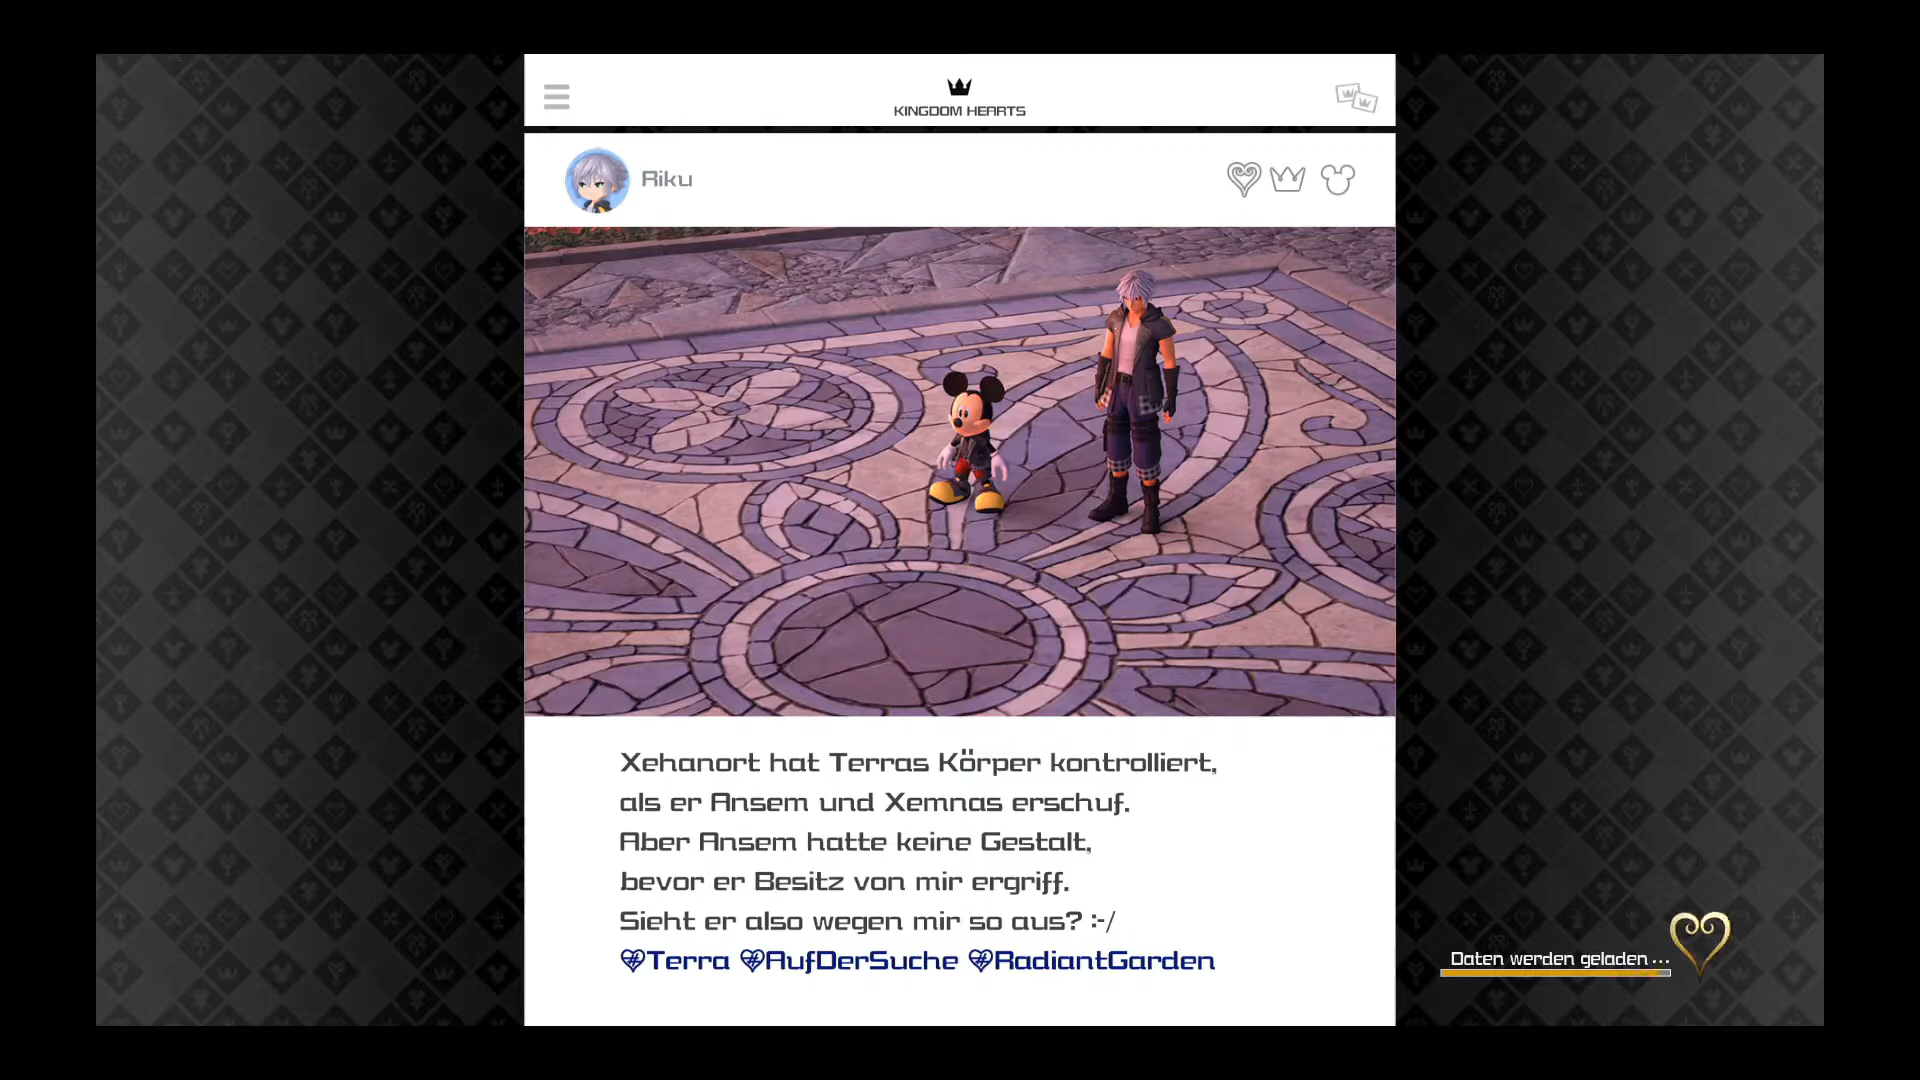 KINGDOM HEARTS
Riku
Xehanort hat Terras Körper kontrolliert,
als er Ansem und Xemnas erschuf.
Aber Ansem hatte keine Gestalt,
bevor er Besitz von mir ergriff.
Sieht er also wegen mir so aus? :-/
#Terra #AufDerSuche #RadiantGarden
Daten werden geladen ...